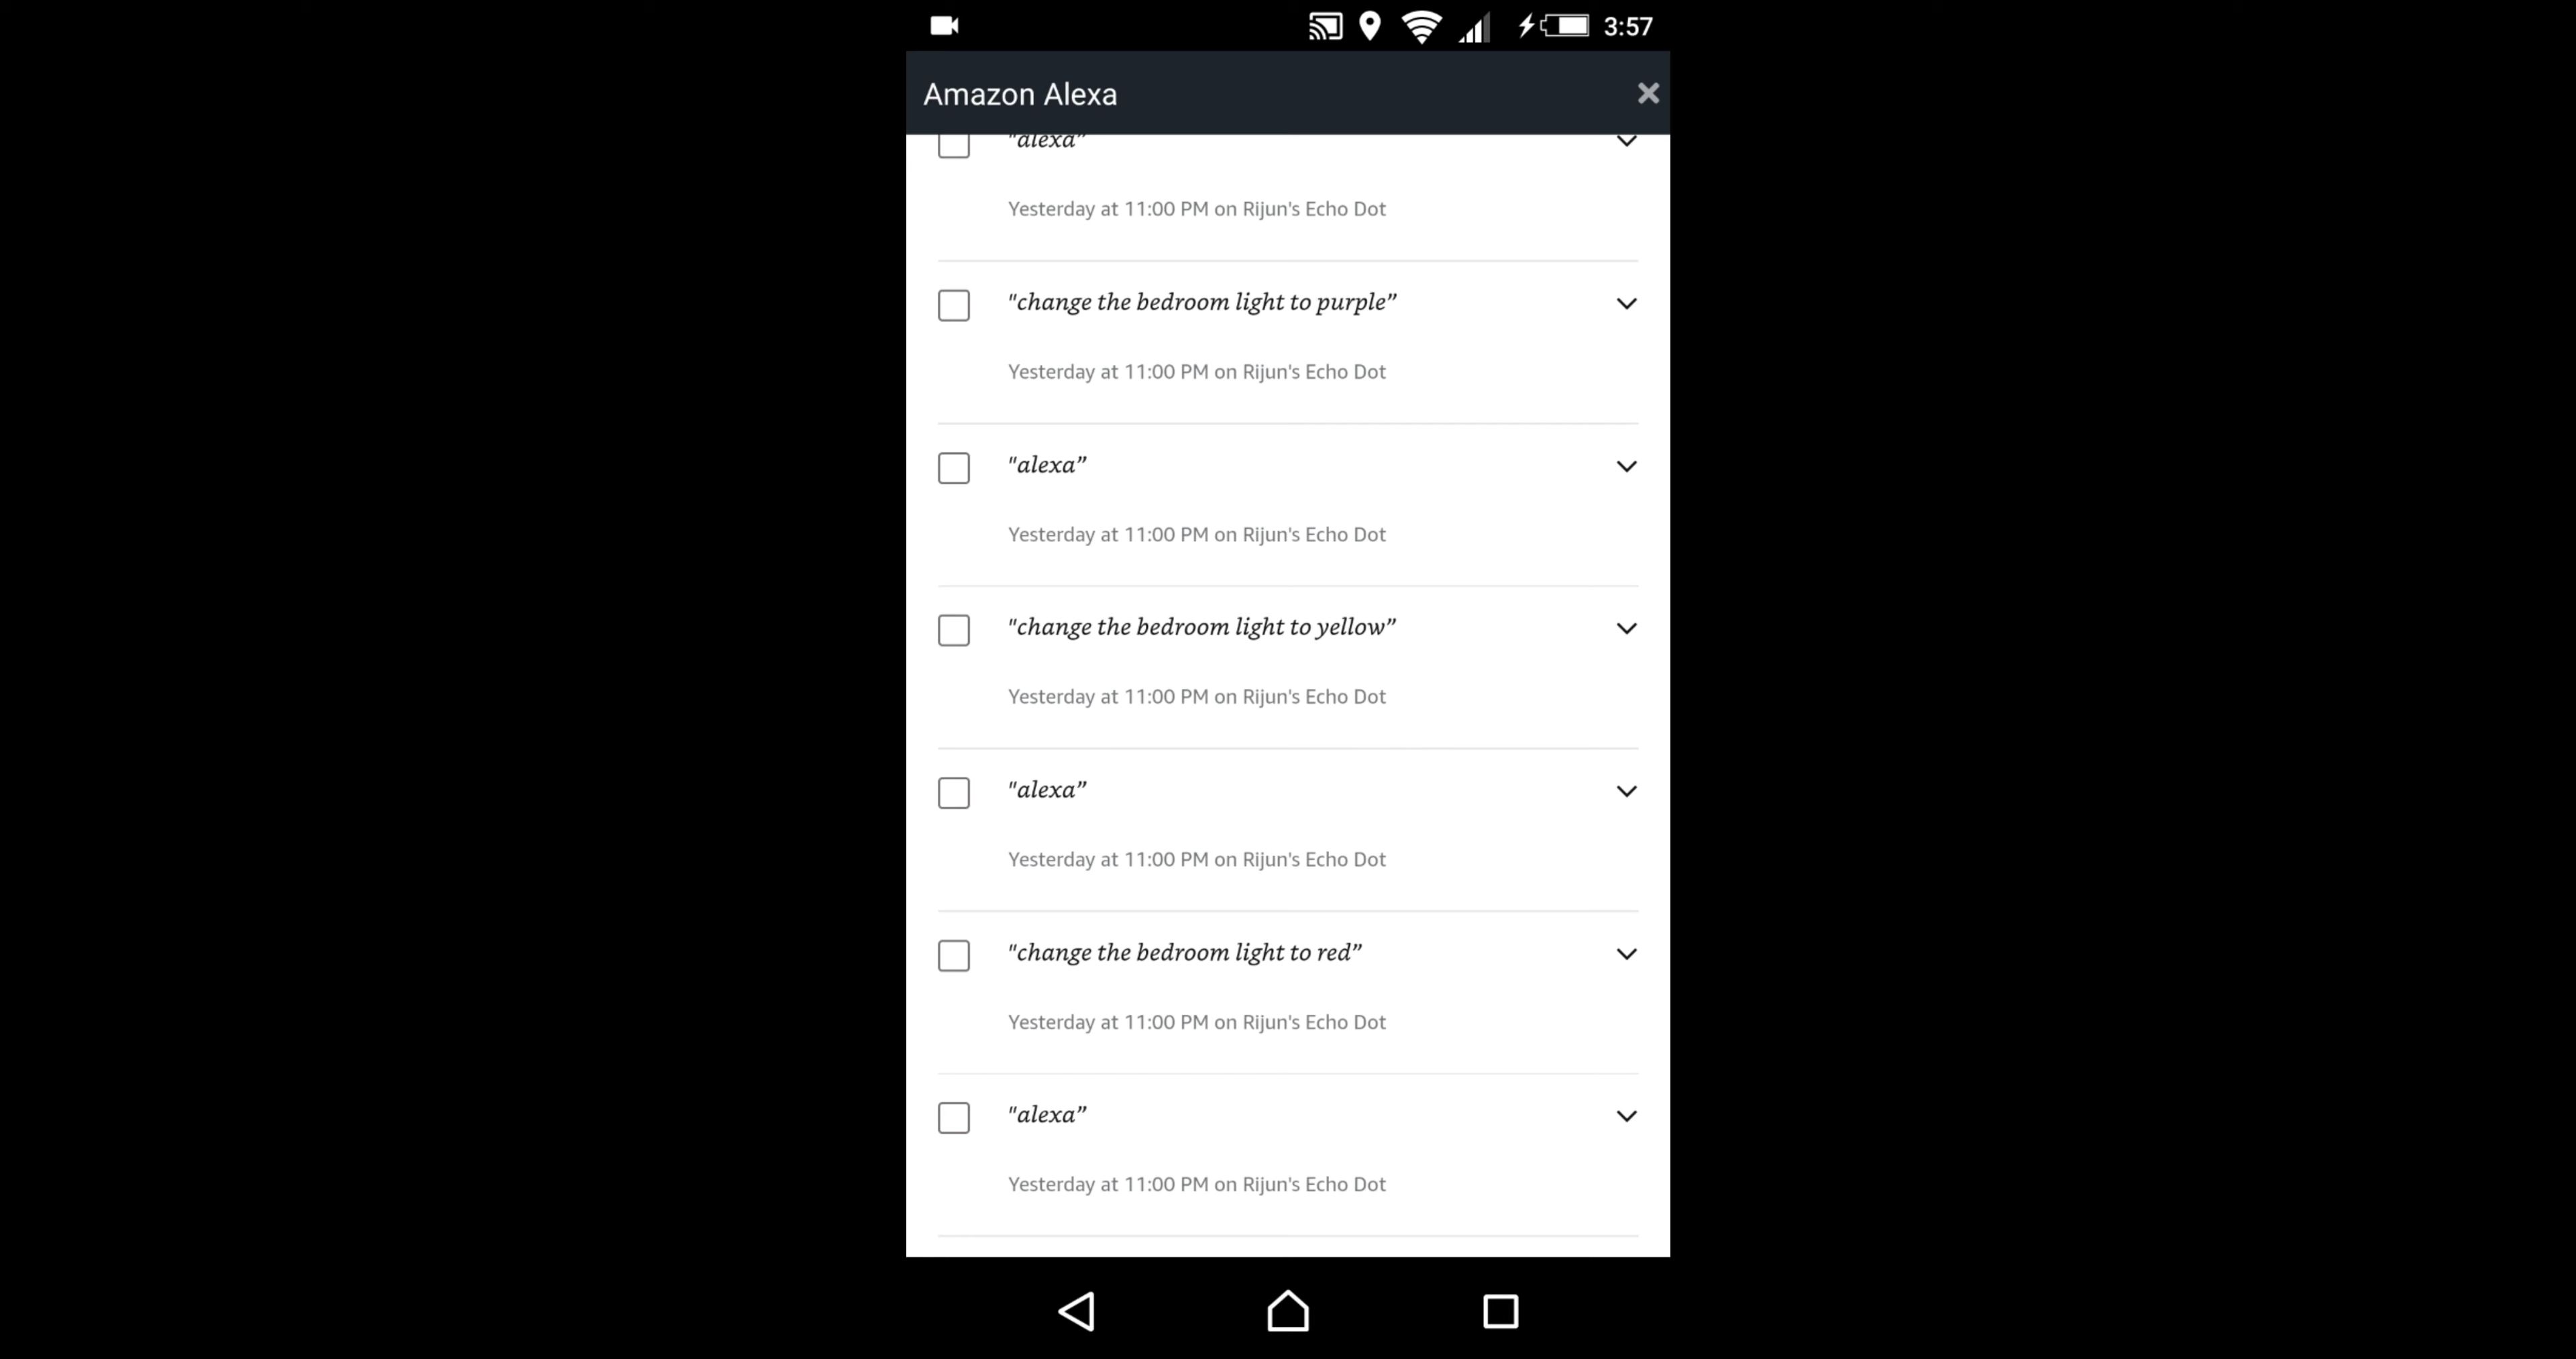 3:57
Amazon Alexa
"alexa”
Yesterday at 11:00 PM on Rijun's Echo Dot
"change the bedroom light to purple”
Yesterday at 11:00 PM on Rijun's Echo Dot
"alexa”
Yesterday at 11:00 PM on Rijun's Echo Dot
"change the bedroom light to yellow”
Yesterday at 11:00 PM on Rijun's Echo Dot
"alexa”
Yesterday at 11:00 PM on Rijun's Echo Dot
"change the bedroom light to red”
Yesterday at 11:00 PM on Rijun's Echo Dot
"alexa”
Yesterday at 11:00 PM on Rijun's Echo Dot